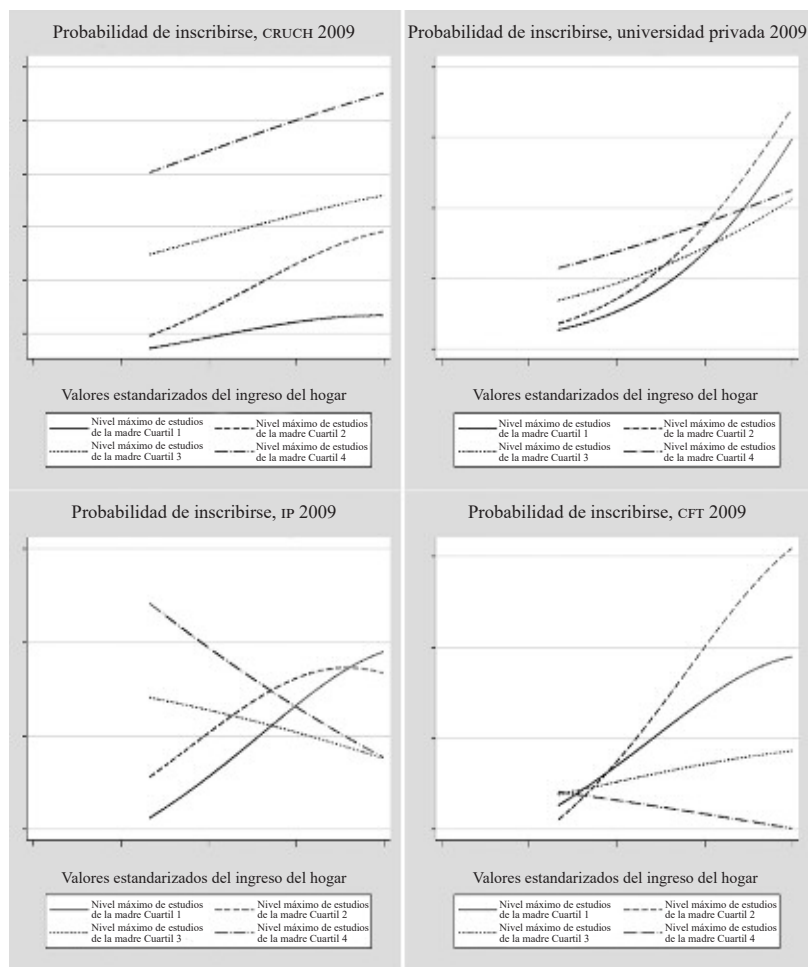 Probabilidad de inscribirse, CRUCH 2009
Valores estandarizados del ingreso del hogar
Nivel máximo de estudios
de la madre Cuartil 1
Nivel máximo de estudios
de la madre Cuartil 2
Nivel máximo de estudios
de la madre Cuartil 3
Nivel máximo de estudios
de la madre Cuartil 4
Probabilidad de inscribirse, universidad privada 2009
Valores estandarizados del ingreso del hogar
Nivel máximo de estudios
de la madre Cuartil 1
Nivel máximo de estudios
de la madre Cuartil 2
Nivel máximo de estudios
de la madre Cuartil 3
Nivel máximo de estudios
de la madre Cuartil 4
Probabilidad de inscribirse, IP 2009
Valores estandarizados del ingreso del hogar
Nivel máximo de estudios
de la madre Cuartil 1
Nivel máximo de estudios
de la madre Cuartil 2
Nivel máximo de estudios
de la madre Cuartil 3
Nivel máximo de estudios
de la madre Cuartil 4
Probabilidad de inscribirse, CFT 2009
Valores estandarizados del ingreso del hogar
Nivel máximo de estudios
de la madre Cuartil 1
Nivel máximo de estudios
de la madre Cuartil 2
Nivel máximo de estudios
de la madre Cuartil 3
Nivel máximo de estudios
de la madre Cuartil 4